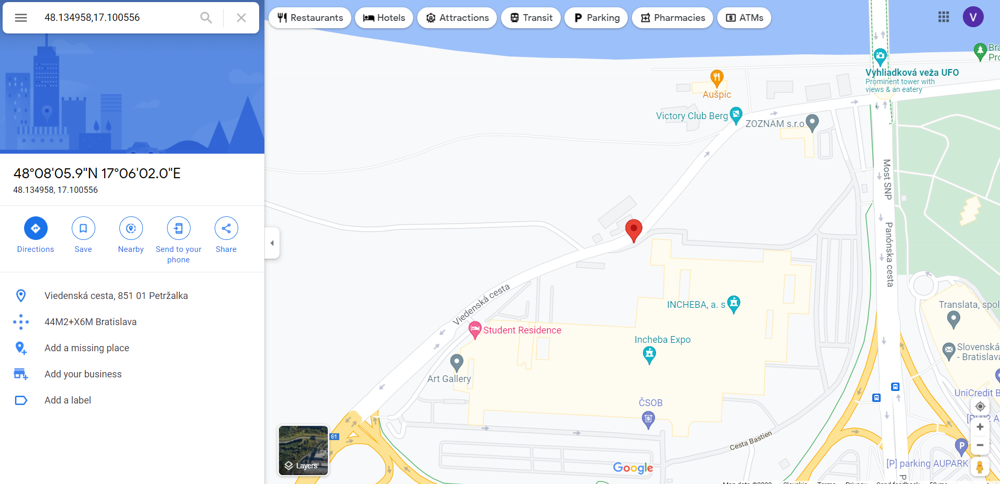 48.134958,17.100556
Restaurants
Hotels
Attractions
Transit
Parking
Pharmacies
ATMs
V
48°08'05.9"N 17°06'02.0"E
48.134958, 17.100556
Directions
Save
Nearby
Send to your
phone
Share
Viedenská cesta, 851 01 Petržalka
44M2+X6M Bratislava
Add a missing place
Add your business
Add a label
Vyhliadková veža UFO
Prominent tower with
views & an eatery
Bra
Pro
Aušpic
Victory Club Berg
ZOZNAM s.r.o
Most SNP
Panónska cesta
Viedenská cesta
INCHEBA, a. s
Student Residence
Incheba Expo
Art Gallery
ČSOB
Translata, spol
Slovenská
- Bratislava
UniCredit B
Cesta Bastien
P
[P] parking AUPARK
61
Layers
Google